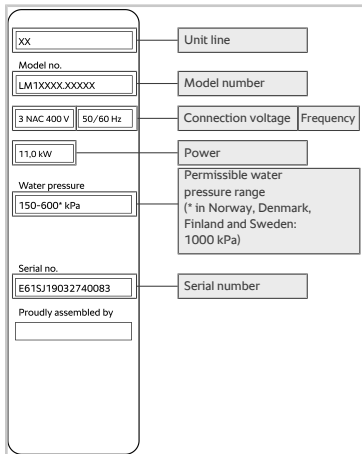 XX
Unit line
Model no.
LM1XXXX.XXXXX
Model number
3 NAC 400 V 50/60 Hz
Connection voltage Frequency
11,0 kW
Power
Water pressure
150-600* kPa
Permissible water
pressure range
(* in Norway, Denmark,
Finland and Sweden:
1000 kPa)
Serial no.
E61SJ19032740083
Serial number
Proudly assembled by